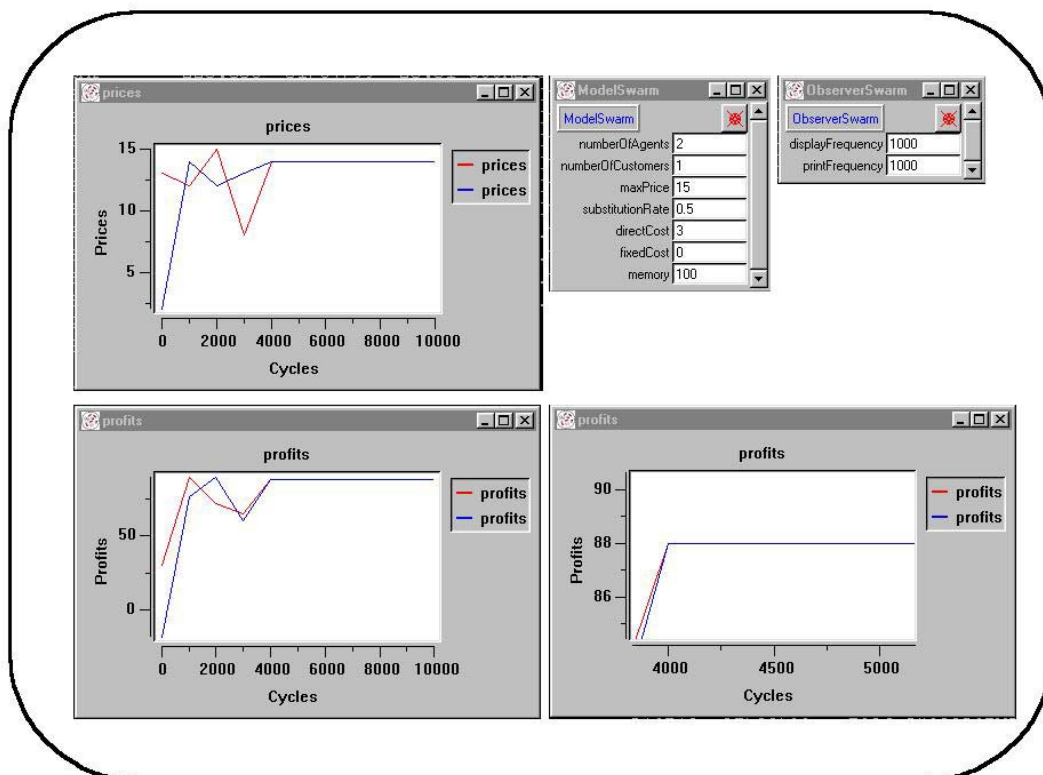 prices
prices
prices
prices
Prices
15
10
5
0 2000 4000 6000 8000 10000
Cycles
ModelSwarm
ModelSwarm
numberOfAgents 2
numberOfCustomers 1
maxPrice 15
substitutionRate 0.5
directCost 3
fixedCost 0
memory 100
ObserverSwarm
ObserverSwarm
displayFrequency 1000
printFrequency 1000
profits
profits
profits
profits
Profits
50
0
0 2000 4000 6000 8000 10000
Cycles
profits
profits
profits
profits
Profits
90
88
86
4000 4500 5000
Cycles